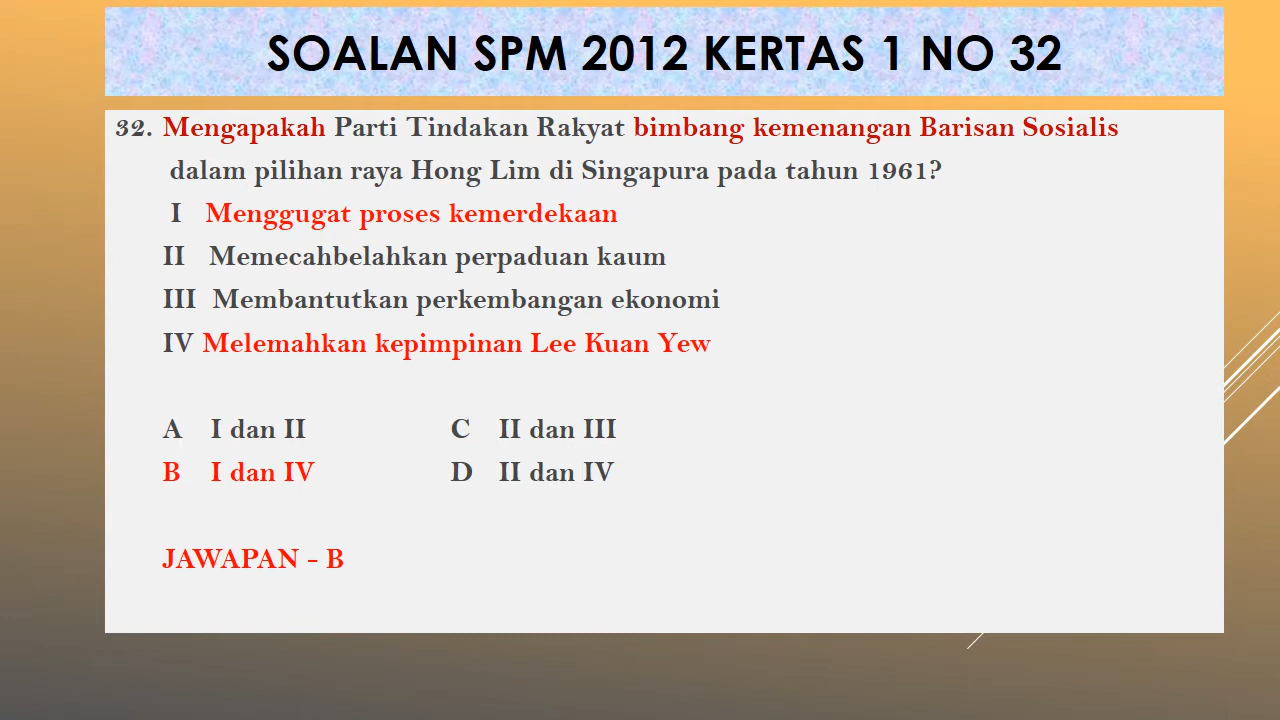 SOALAN SPM 2012 KERTAS 1 NO 32
32. Mengapakah Parti Tindakan Rakyat bimbang kemenangan Barisan Sosialis
dalam pilihan raya Hong Lim di Singapura pada tahun 1961?
I Menggugat proses kemerdekaan
II Memecahbelahkan perpaduan kaum
III Membantutkan perkembangan ekonomi
IV Melemahkan kepimpinan Lee Kuan Yew
A I dan II C II dan III
B I dan IV D II dan IV
JAWAPAN - B